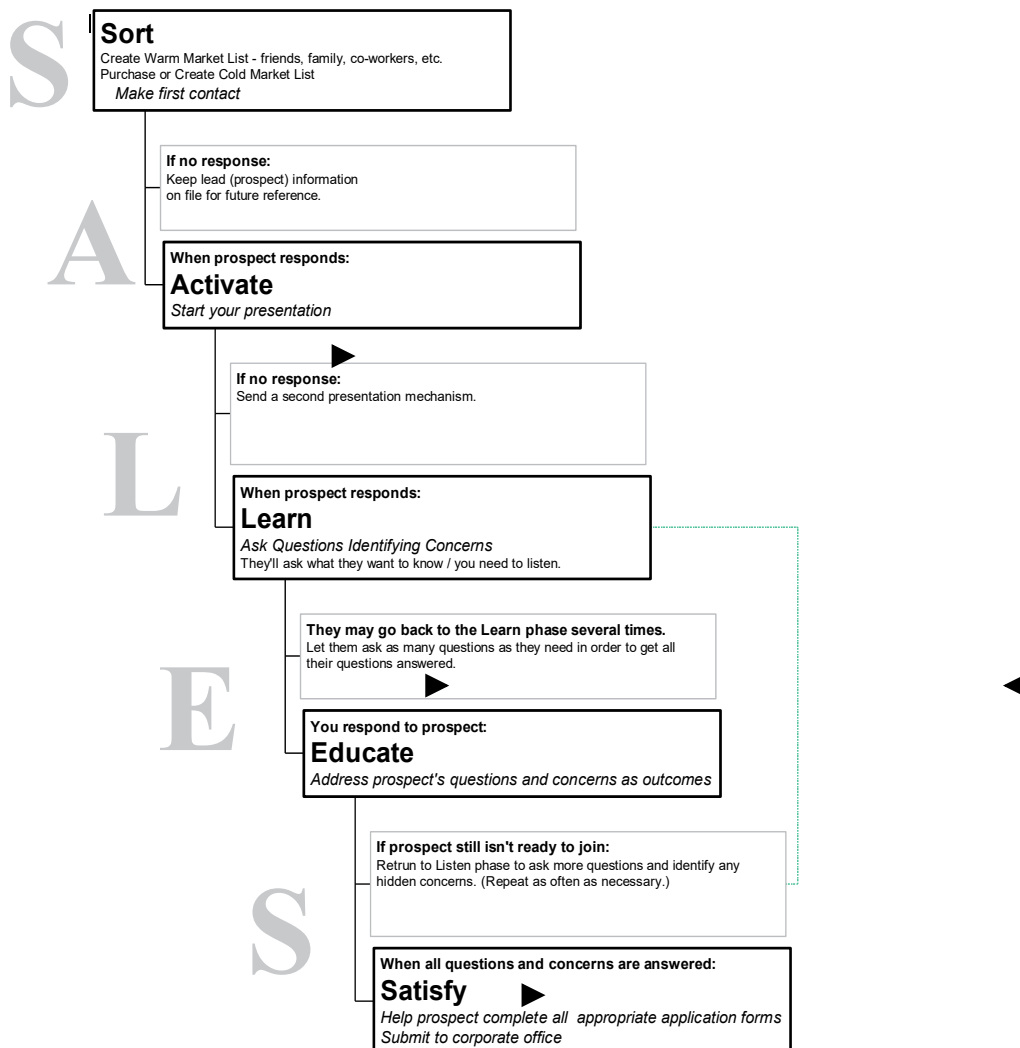 S
Sort
Create Warm Market List - friends, family, co-workers, etc.
Purchase or Create Cold Market List
Make first contact
If no response:
Keep lead (prospect) information
on file for future reference.
A
When prospect responds:
Activate
Start your presentation
If no response:
Send a second presentation mechanism.
L
When prospect responds:
Learn
Ask Questions Identifying Concerns
They'll ask what they want to know / you need to listen.
They may go back to the Learn phase several times.
Let them ask as many questions as they need in order to get all
their questions answered.
E
You respond to prospect:
Educate
Address prospect's questions and concerns as outcomes
If prospect still isn't ready to join:
Retrun to Listen phase to ask more questions and identify any
hidden concerns. (Repeat as often as necessary.)
S
When all questions and concerns are answered:
Satisfy
Help prospect complete all appropriate application forms
Submit to corporate office